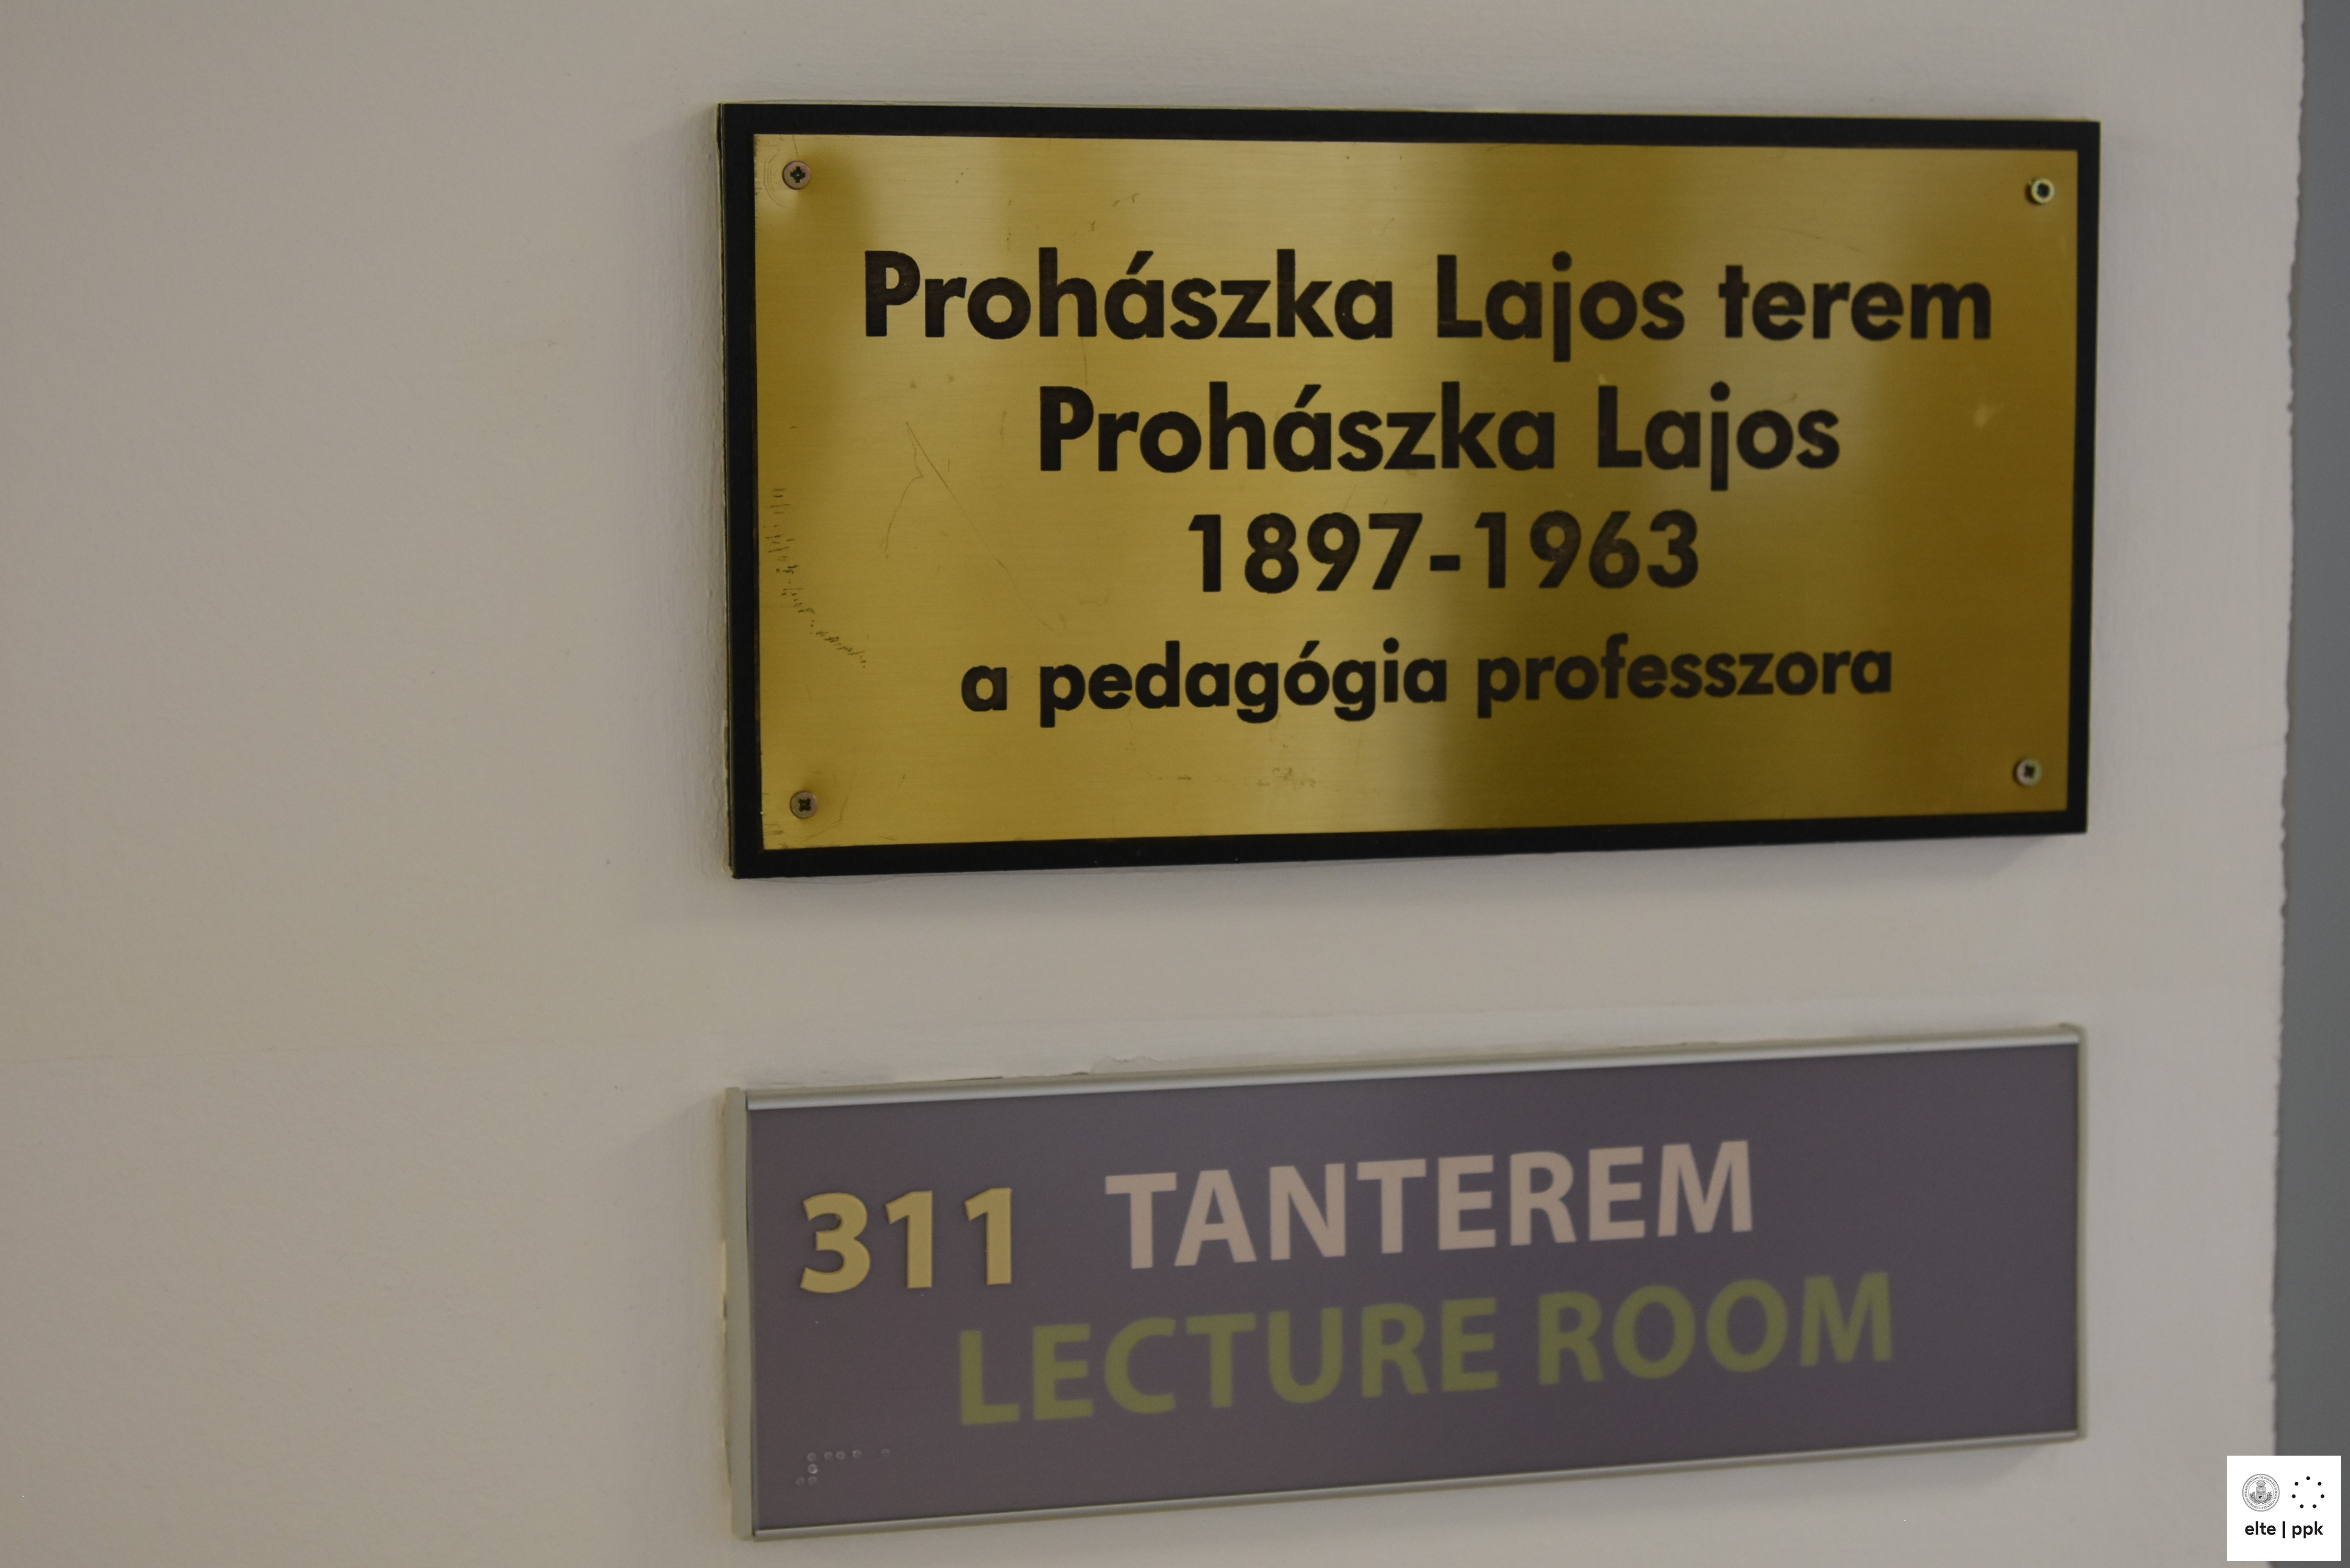 Prohászka Lajos terem
Prohászka Lajos
1897-1963
a pedagógia professzora
311 TANTEREM
LECTURE ROOM
elte | ppk